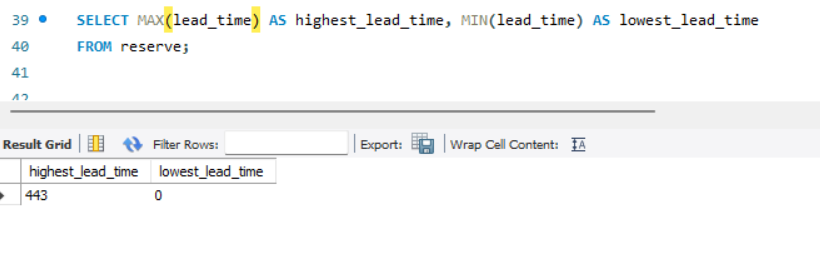 39 SELECT MAX(lead_time) AS highest_lead_time, MIN(lead_time) AS lowest_lead_time
40 FROM reserve;
41
42
Result Grid Filter Rows: Export: Wrap Cell Content:
highest_lead_time lowest_lead_time
443 0